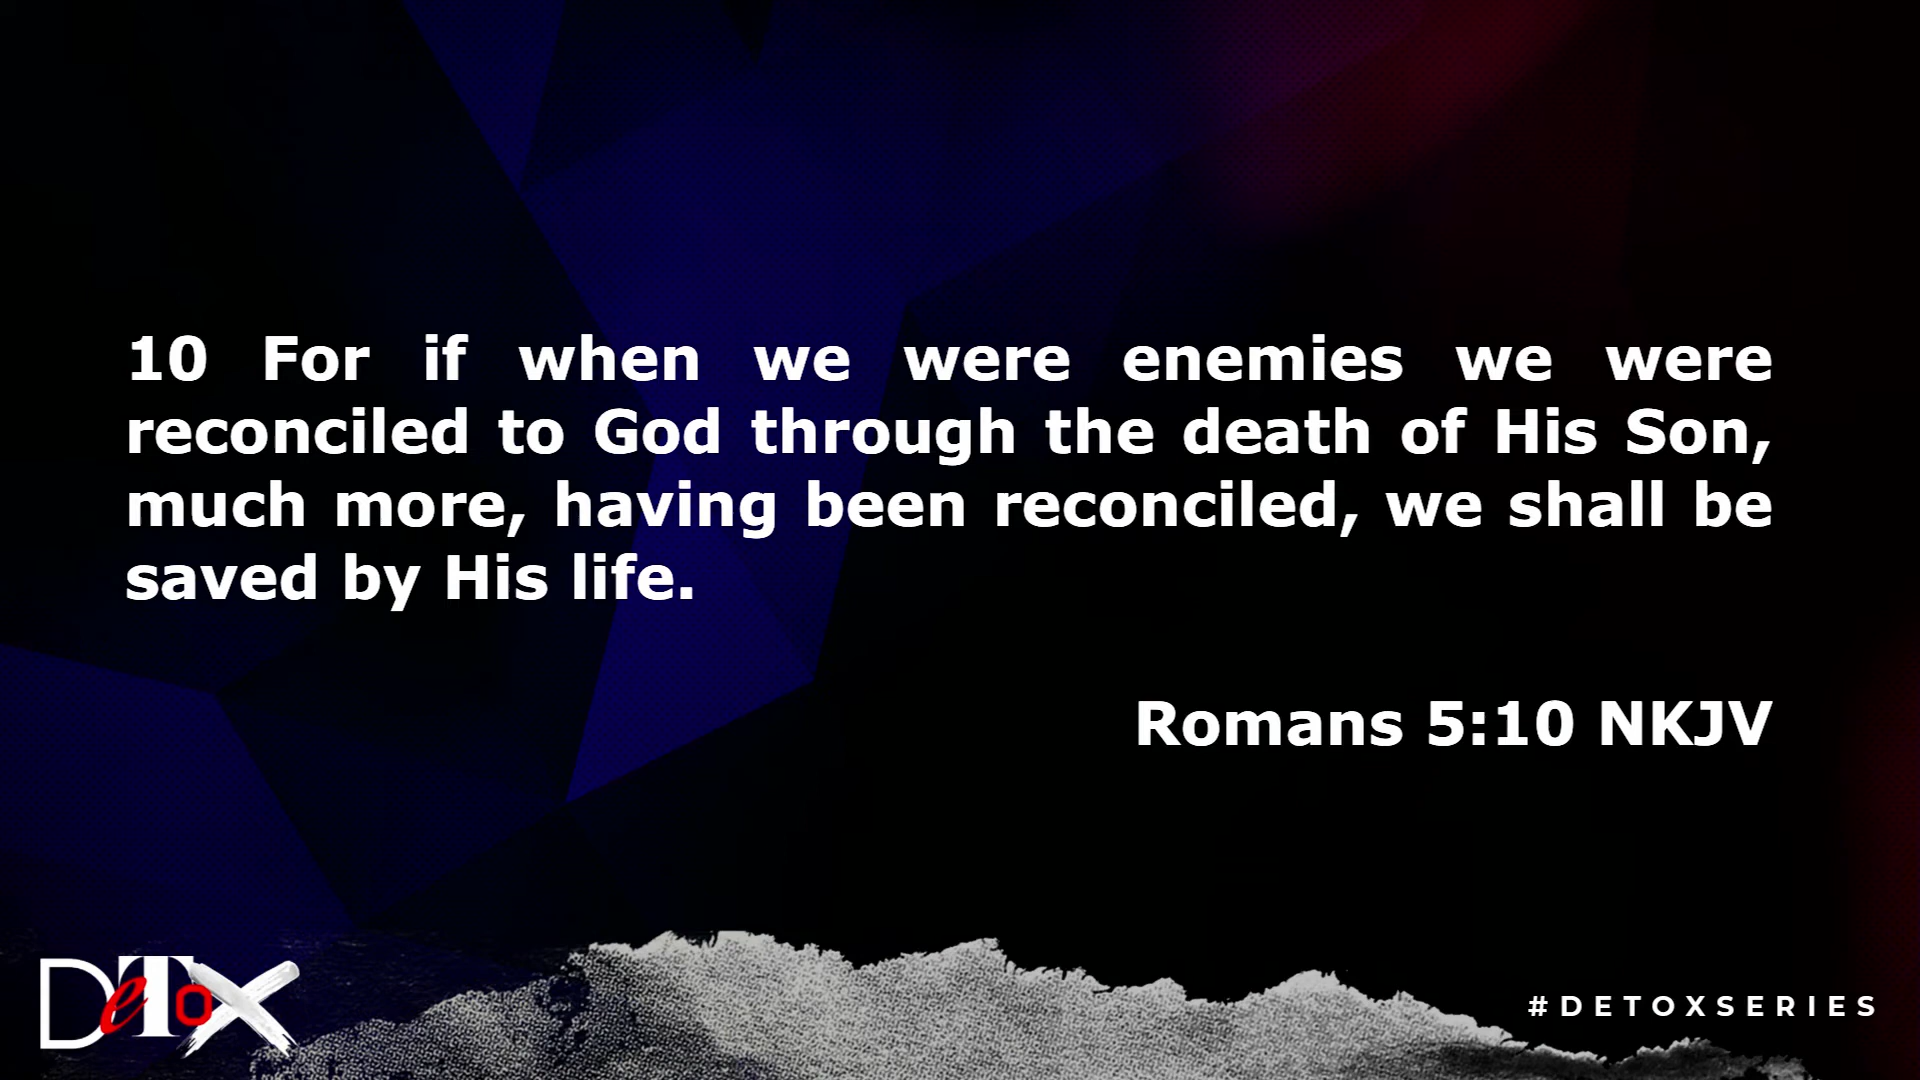 10 For if when we were enemies we were
reconciled to God through the death of His Son,
much more, having been reconciled, we shall be
saved by His life.
Romans 5:10 NKJV
DeToX
#DETOXSERIES